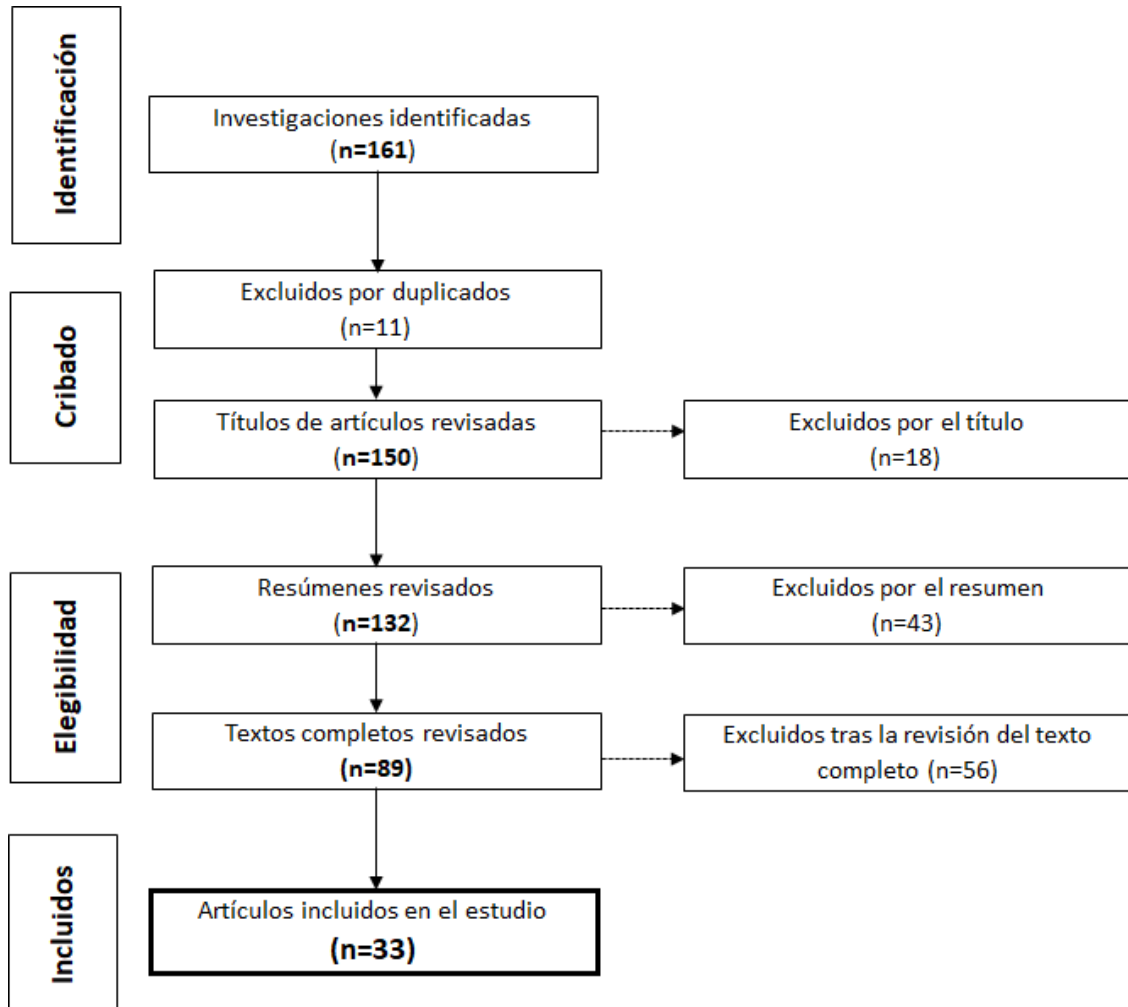 Identificación
Investigaciones identificadas
(n=161)
Cribado
Excluidos por duplicados
(n=11)
Títulos de artículos revisadas
(n=150)
Excluidos por el título
(n=18)
Elegibilidad
Resúmenes revisados
(n=132)
Excluidos por el resumen
(n=43)
Textos completos revisados
(n=89)
Excluidos tras la revisión del texto
completo (n=56)
Incluidos
Artículos incluidos en el estudio
(n=33)